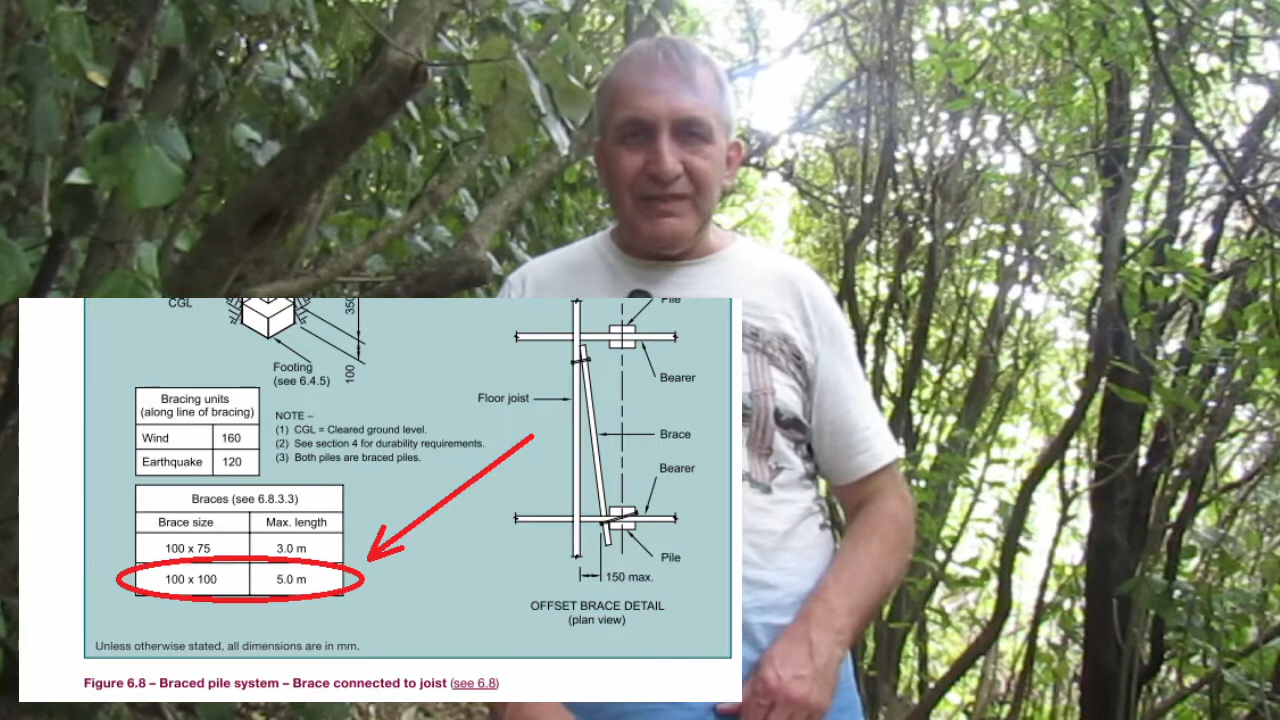 CGL
350
Footing
(see 6.4.5)
100
Bracing units
(along line of bracing)
Wind 160
Earthquake 120
NOTE –
(1) CGL = Cleared ground level.
(2) See section 4 for durability requirements.
(3) Both piles are braced piles.
Braces (see 6.8.3.3)
Brace size Max. length
100 x 75 3.0 m
100 x 100 5.0 m
Pile
Bearer
Floor joist
Brace
Bearer
Pile
150 max.
OFFSET BRACE DETAIL
(plan view)
Unless otherwise stated, all dimensions are in mm.
Figure 6.8 – Braced pile system – Brace connected to joist (see 6.8)